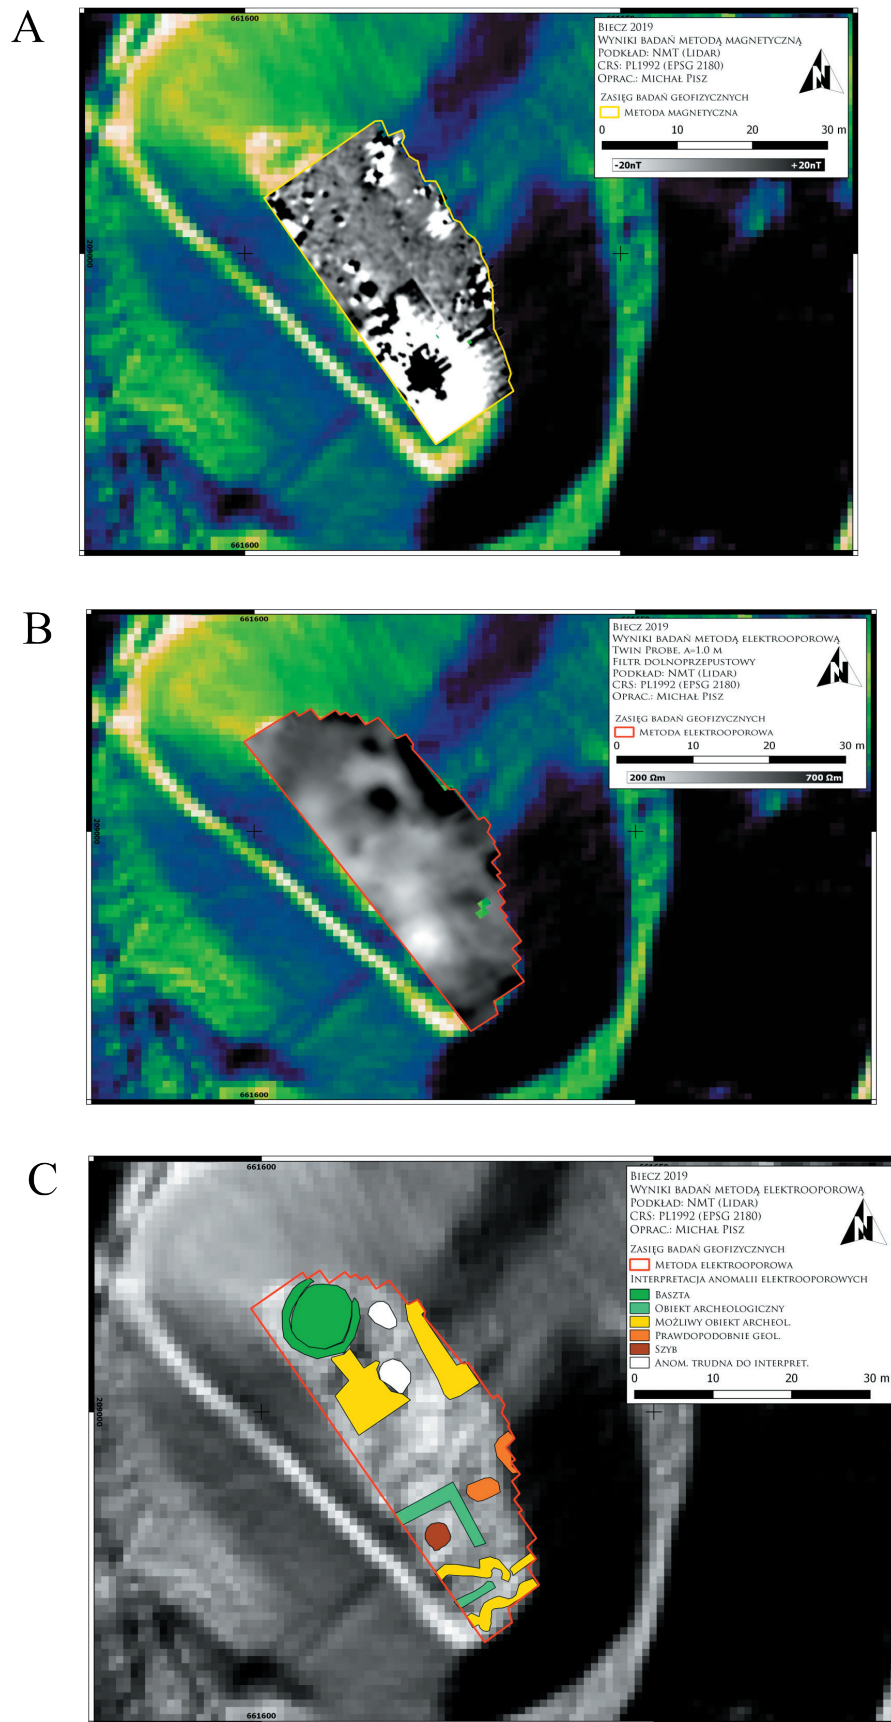 A
661600
BIECZ 2019
WYNIKI BADAŃ METODĄ MAGNETYCZNĄ
PODKŁAD: NMT (LIDAR)
CRS: PL1992 (EPSG 2180)
OPRAC.: MICHAŁ PISZ
N
ZASIĘG BADAŃ GEOFIZYCZNYCH
METODA MAGNETYCZNA
0 10 20 30 m
-20nT +20nT
209000
661600
B
661600
BIECZ 2019
WYNIKI BADAŃ METODĄ ELEKTROOPOROWĄ
TWIN PROBE, A=1.0 M
FILTR DOLNOPRZEPUSTOWY
PODKŁAD: NMT (LIDAR)
CRS: PL1992 (EPSG 2180)
OPRAC.: MICHAŁ PISZ
N
ZASIĘG BADAŃ GEOFIZYCZNYCH
METODA ELEKTROOPOROWA
0 10 20 30 m
200 Ωm 700 Ωm
209000
661600
C
661600
BIECZ 2019
WYNIKI BADAŃ METODĄ ELEKTROOPOROWĄ
PODKŁAD: NMT (LIDAR)
CRS: PL1992 (EPSG 2180)
OPRAC.: MICHAŁ PISZ
N
ZASIĘG BADAŃ GEOFIZYCZNYCH
METODA ELEKTROOPOROWA
INTERPRETACJA ANOMALII ELEKTROOPOROWYCH
BASZTA
OBIEKT ARCHEOLOGICZNY
MOŻLIWY OBIEKT ARCHEOL.
PRAWDOPODOBNIE GEOL.
SZYB
ANOM. TRUDNA DO INTERPRET.
0 10 20 30 m
209000
661600